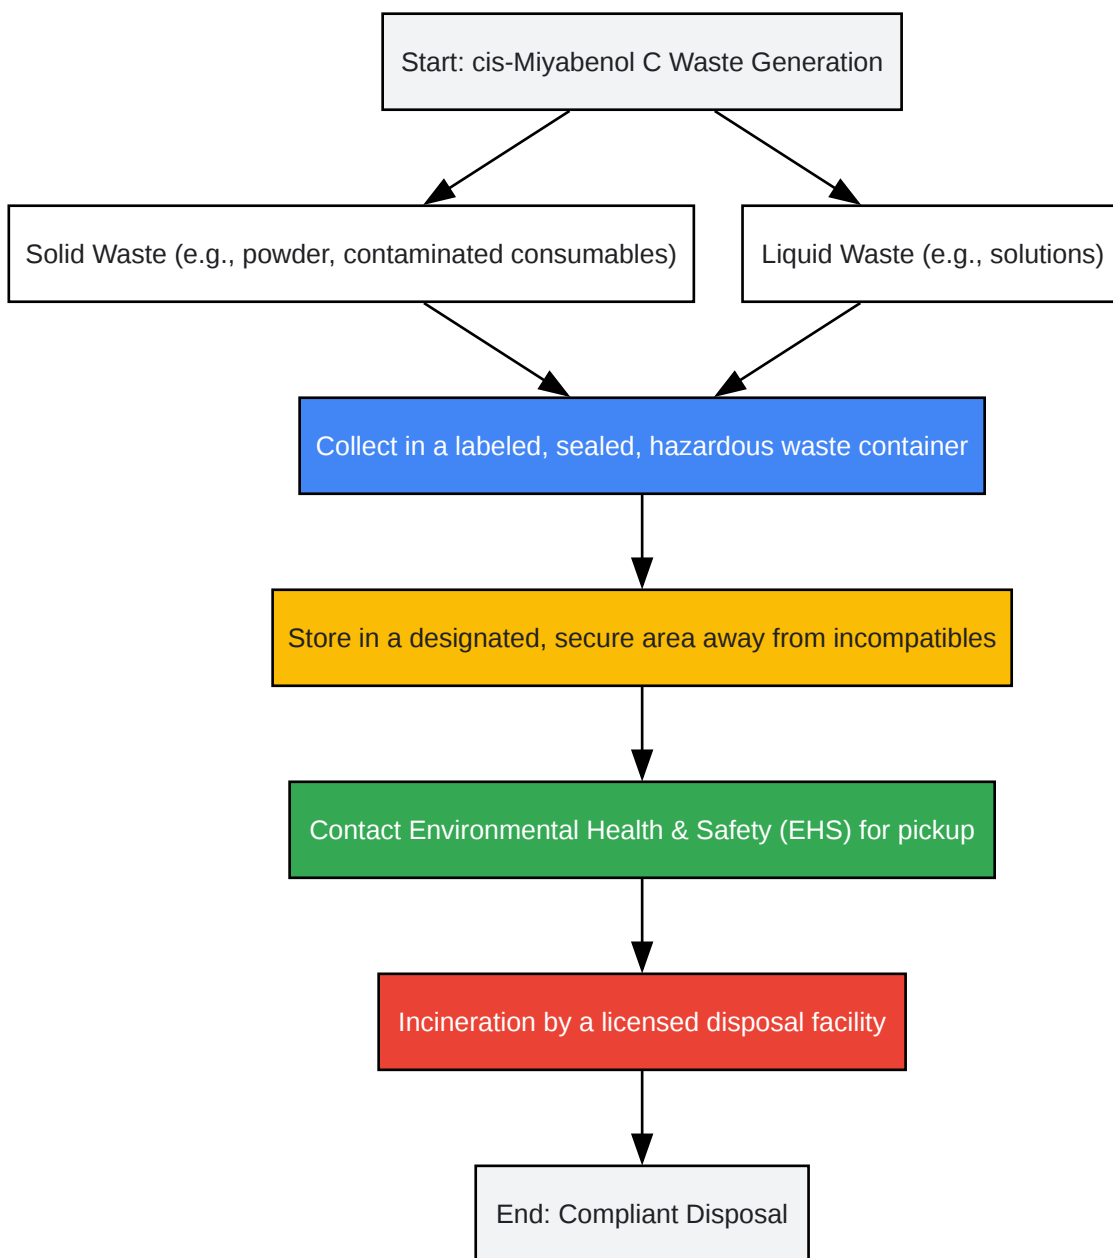 Start: cis-Miyabenol C Waste Generation
Solid Waste (e.g., powder, contaminated consumables)
Liquid Waste (e.g., solutions)
Collect in a labeled, sealed, hazardous waste container
Store in a designated, secure area away from incompatibles
Contact Environmental Health & Safety (EHS) for pickup
Incineration by a licensed disposal facility
End: Compliant Disposal